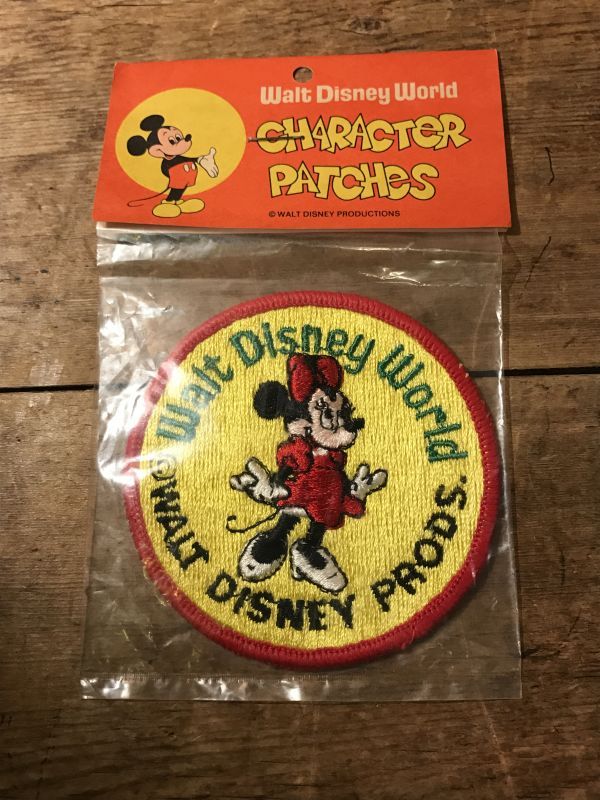 Walt Disney World
CHARACTER
PATCHES
© WALT DISNEY PRODUCTIONS
Walt Disney World
© WALT DISNEY PRODS.